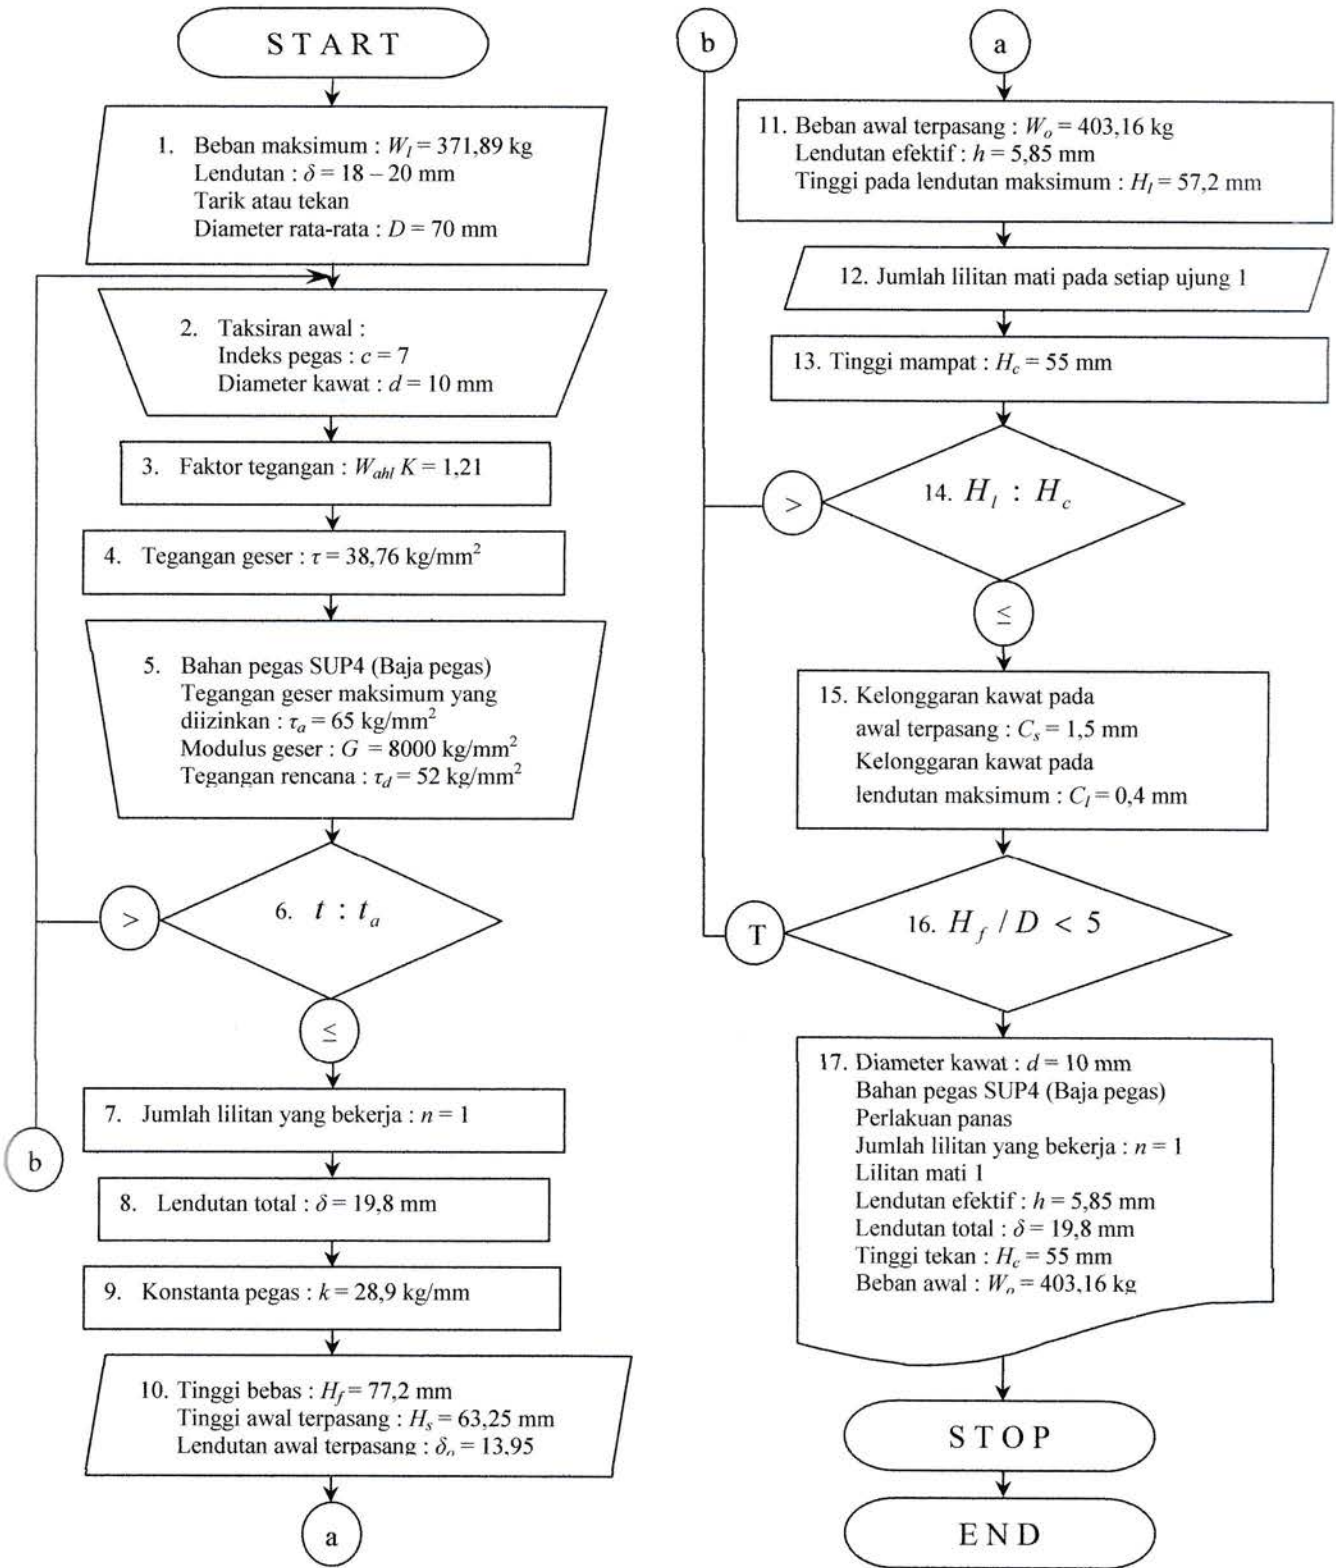 START
1. Beban maksimum : W_l = 371,89 kg
Lendutan : δ = 18 – 20 mm
Tarik atau tekan
Diameter rata-rata : D = 70 mm
2. Taksiran awal :
Indeks pegas : c = 7
Diameter kawat : d = 10 mm
3. Faktor tegangan : W_ahl K = 1,21
4. Tegangan geser : τ = 38,76 kg/mm²
5. Bahan pegas SUP4 (Baja pegas)
Tegangan geser maksimum yang
diizinkan : τ_a = 65 kg/mm²
Modulus geser : G = 8000 kg/mm²
Tegangan rencana : τ_d = 52 kg/mm²
6. t : t_a
>
≤
7. Jumlah lilitan yang bekerja : n = 1
b
8. Lendutan total : δ = 19,8 mm
9. Konstanta pegas : k = 28,9 kg/mm
10. Tinggi bebas : H_f = 77,2 mm
Tinggi awal terpasang : H_s = 63,25 mm
Lendutan awal terpasang : δ_o = 13,95
a
b
a
11. Beban awal terpasang : W_o = 403,16 kg
Lendutan efektif : h = 5,85 mm
Tinggi pada lendutan maksimum : H_l = 57,2 mm
12. Jumlah lilitan mati pada setiap ujung 1
13. Tinggi mampat : H_c = 55 mm
14. H_l : H_c
>
≤
15. Kelonggaran kawat pada
awal terpasang : C_s = 1,5 mm
Kelonggaran kawat pada
lendutan maksimum : C_l = 0,4 mm
16. H_f / D < 5
T
17. Diameter kawat : d = 10 mm
Bahan pegas SUP4 (Baja pegas)
Perlakuan panas
Jumlah lilitan yang bekerja : n = 1
Lilitan mati 1
Lendutan efektif : h = 5,85 mm
Lendutan total : δ = 19,8 mm
Tinggi tekan : H_c = 55 mm
Beban awal : W_o = 403,16 kg
STOP
END